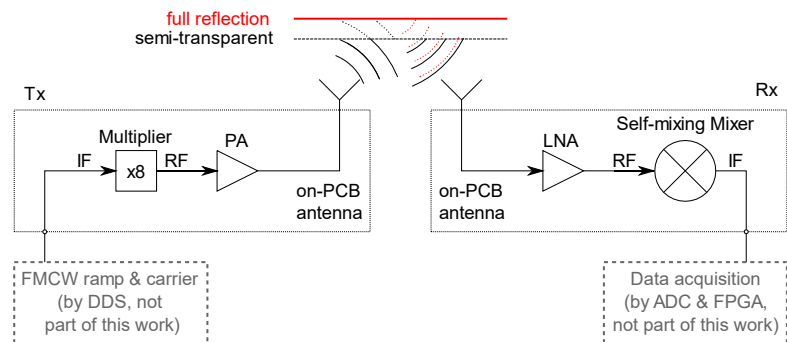 full reflection
semi-transparent
Tx
Rx
Multiplier
PA
IF
x8
RF
on-PCB
antenna
FMCW ramp & carrier
(by DDS, not
part of this work)
Self-mixing Mixer
LNA
RF
IF
on-PCB
antenna
Data acquisition
(by ADC & FPGA,
not part of this work)